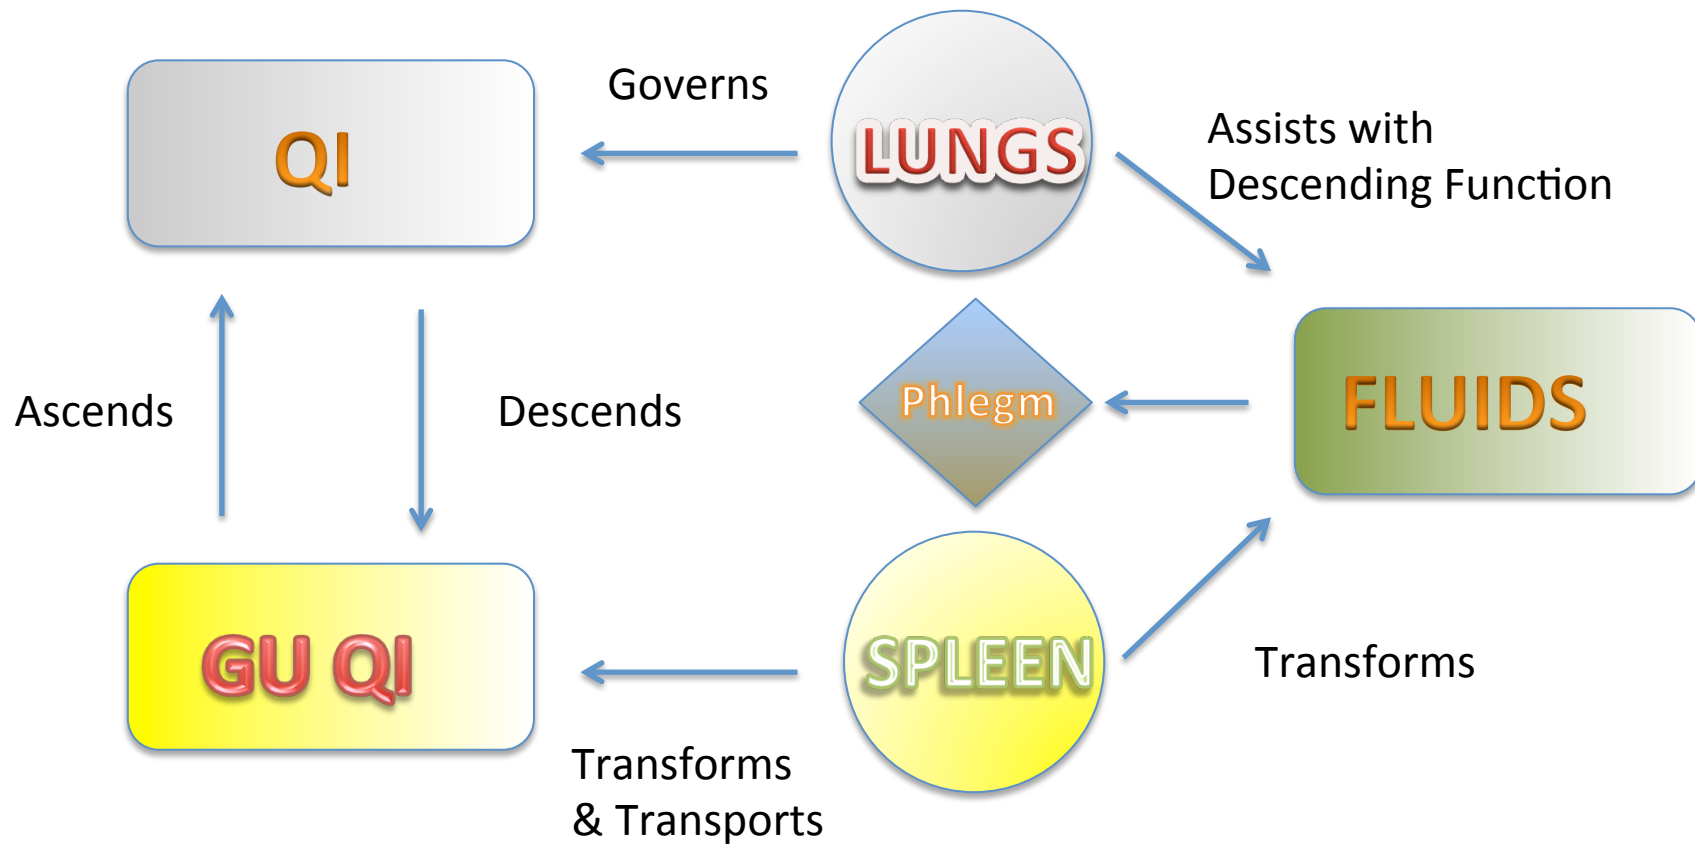 QI
Governs
LUNGS
Assists with
Descending Function
Ascends
Descends
Phlegm
FLUIDS
GU QI
Transforms
& Transports
SPLEEN
Transforms